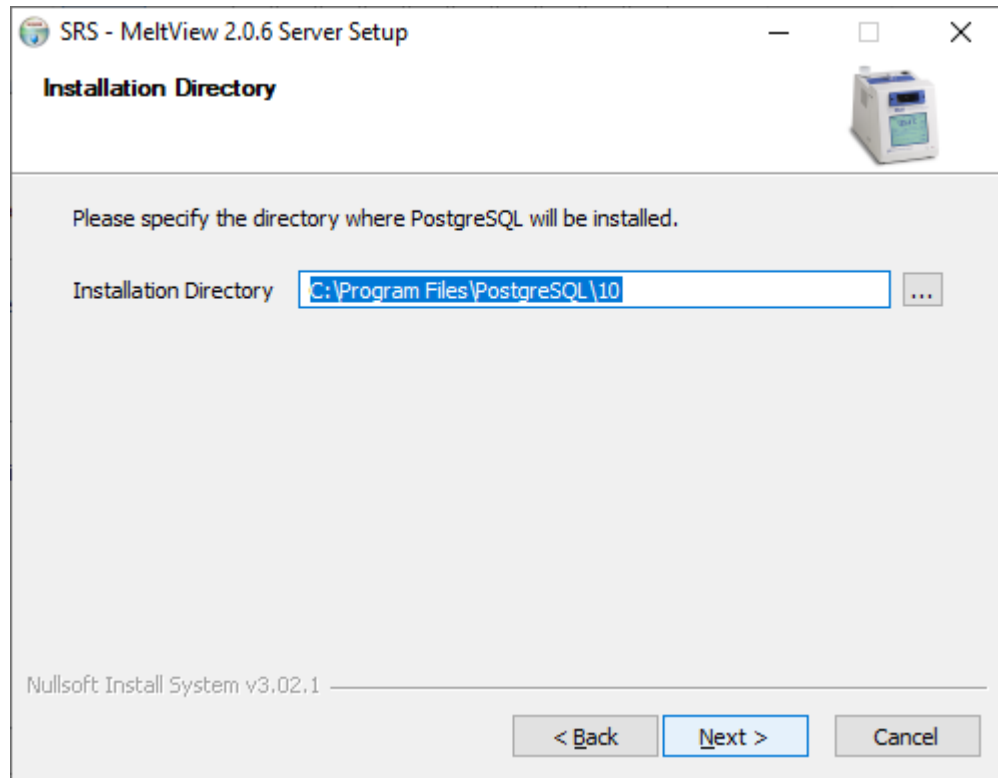 SRS - MeltView 2.0.6 Server Setup
Installation Directory
Please specify the directory where PostgreSQL will be installed.
Installation Directory C:\Program Files\PostgreSQL\10 ...
Nullsoft Install System v3.02.1
< Back Next > Cancel